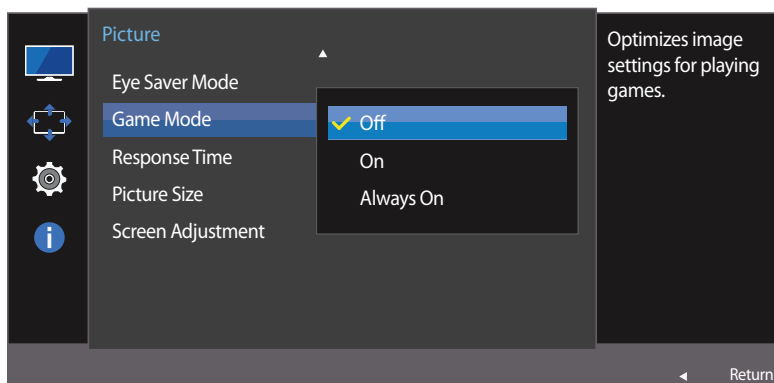 Picture
Eye Saver Mode
Game Mode
Response Time
Picture Size
Screen Adjustment
Off
On
Always On
Optimizes image
settings for playing
games.
Return